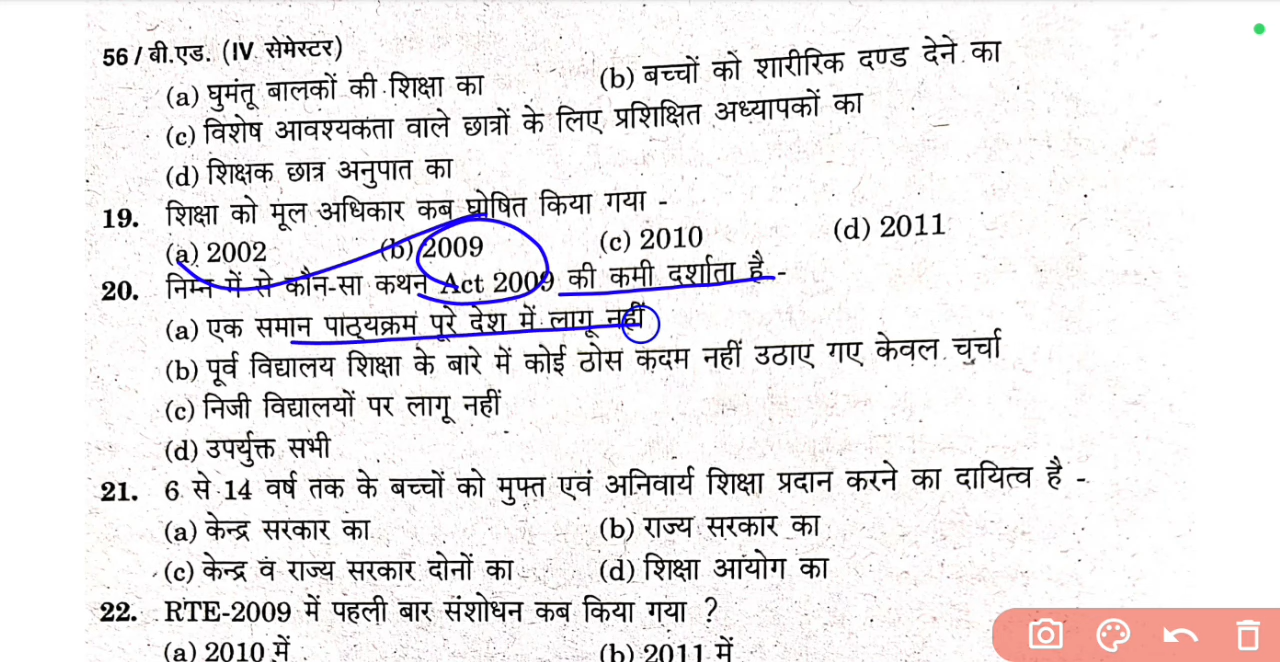 56 / बी.एड. (IV सेमेस्टर)
(a) घुमंतू बालकों की शिक्षा का (b) बच्चों को शारीरिक दण्ड देने का
(c) विशेष आवश्यकता वाले छात्रों के लिए प्रशिक्षित अध्यापकों का
(d) शिक्षक छात्र अनुपात का
19. शिक्षा को मूल अधिकार कब घोषित किया गया -
(a) 2002 (b) 2009 (c) 2010 (d) 2011
20. निम्न में से कौन-सा कथन Act 2009 की कमी दर्शाता है -
(a) एक समान पाठ्यक्रम पूरे देश में लागू नहीं
(b) पूर्व विद्यालय शिक्षा के बारे में कोई ठोस कदम नहीं उठाए गए केवल चर्चा
(c) निजी विद्यालयों पर लागू नहीं
(d) उपर्युक्त सभी
21. 6 से 14 वर्ष तक के बच्चों को मुफ्त एवं अनिवार्य शिक्षा प्रदान करने का दायित्व है -
(a) केन्द्र सरकार का (b) राज्य सरकार का
(c) केन्द्र व राज्य सरकार दोनों का (d) शिक्षा आयोग का
22. RTE-2009 में पहली बार संशोधन कब किया गया ?
(a) 2010 में (b) 2011 में